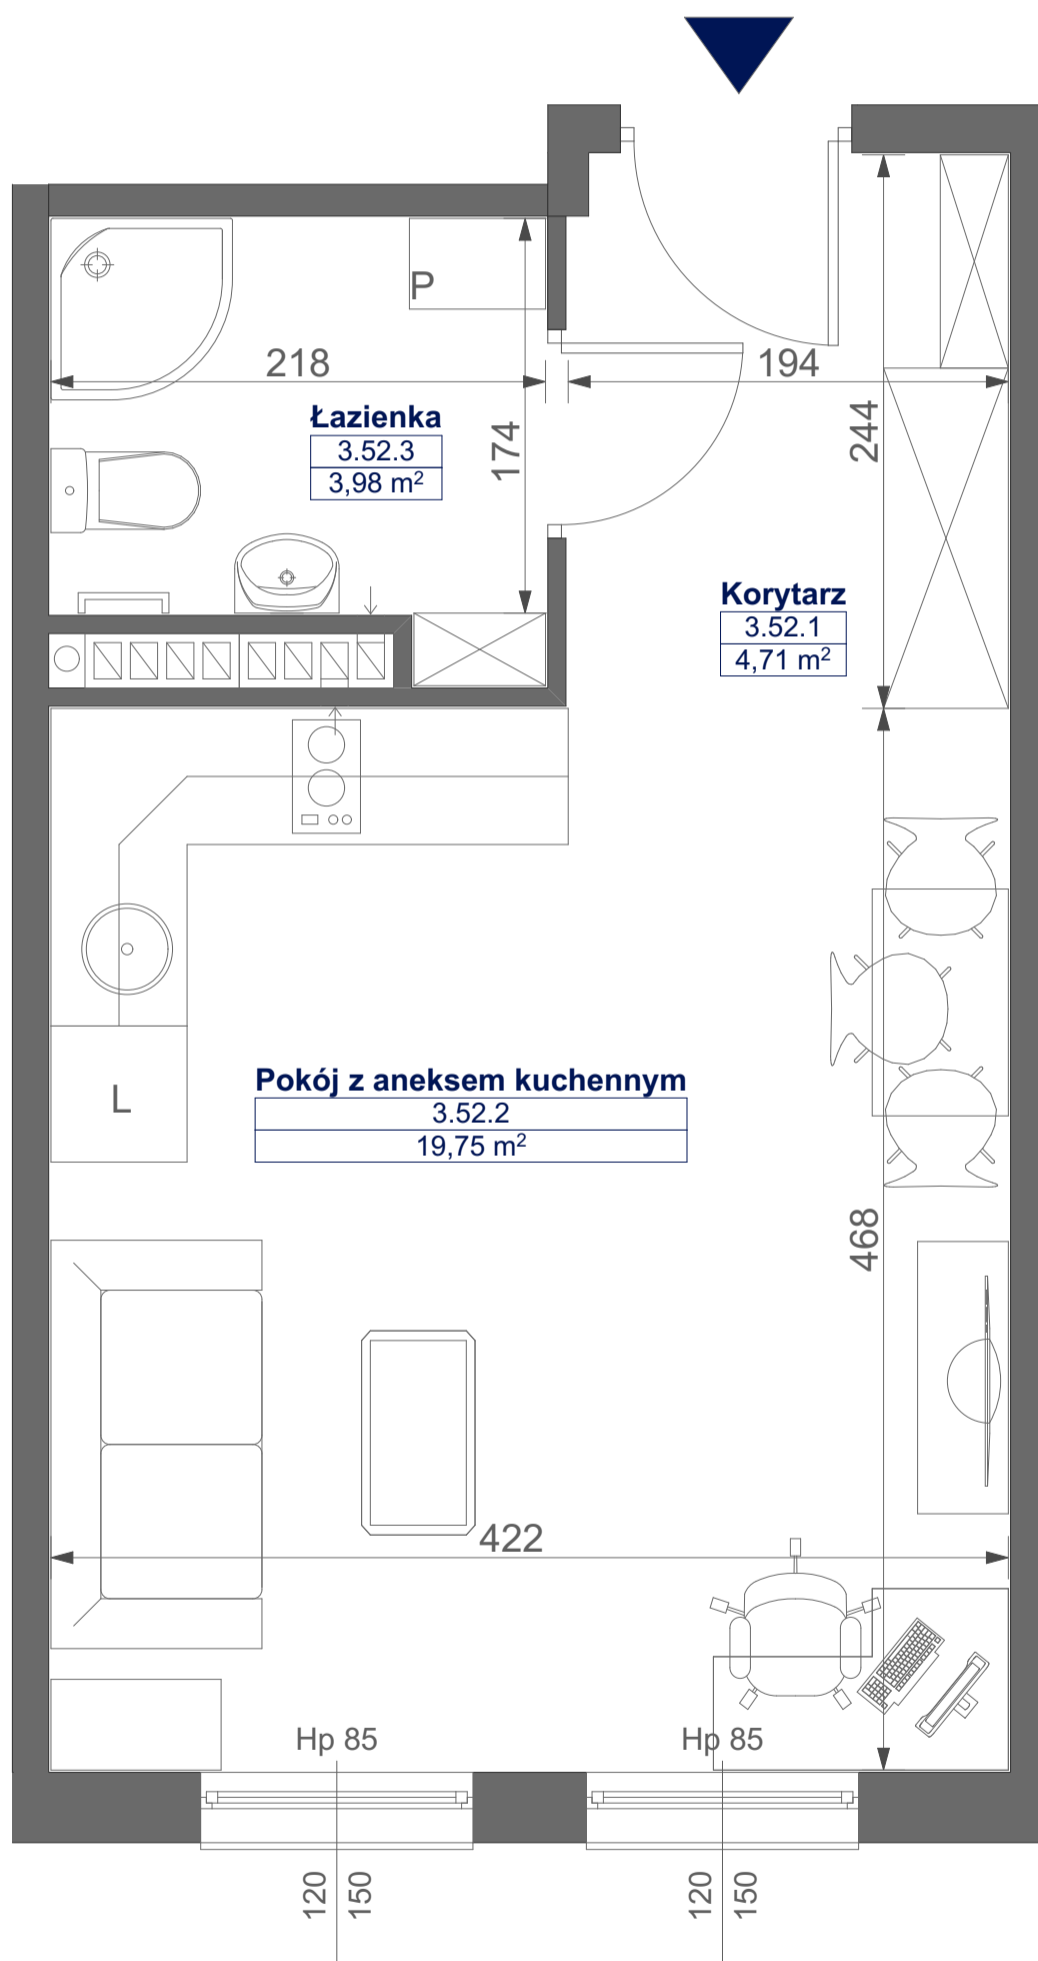 P
218
194
Łazienka
3.52.3
3,98 m²
174
244
Korytarz
3.52.1
4,71 m²
Pokój z aneksem kuchennym
3.52.2
19,75 m²
L
468
422
Hp 85
Hp 85
120
150
120
150